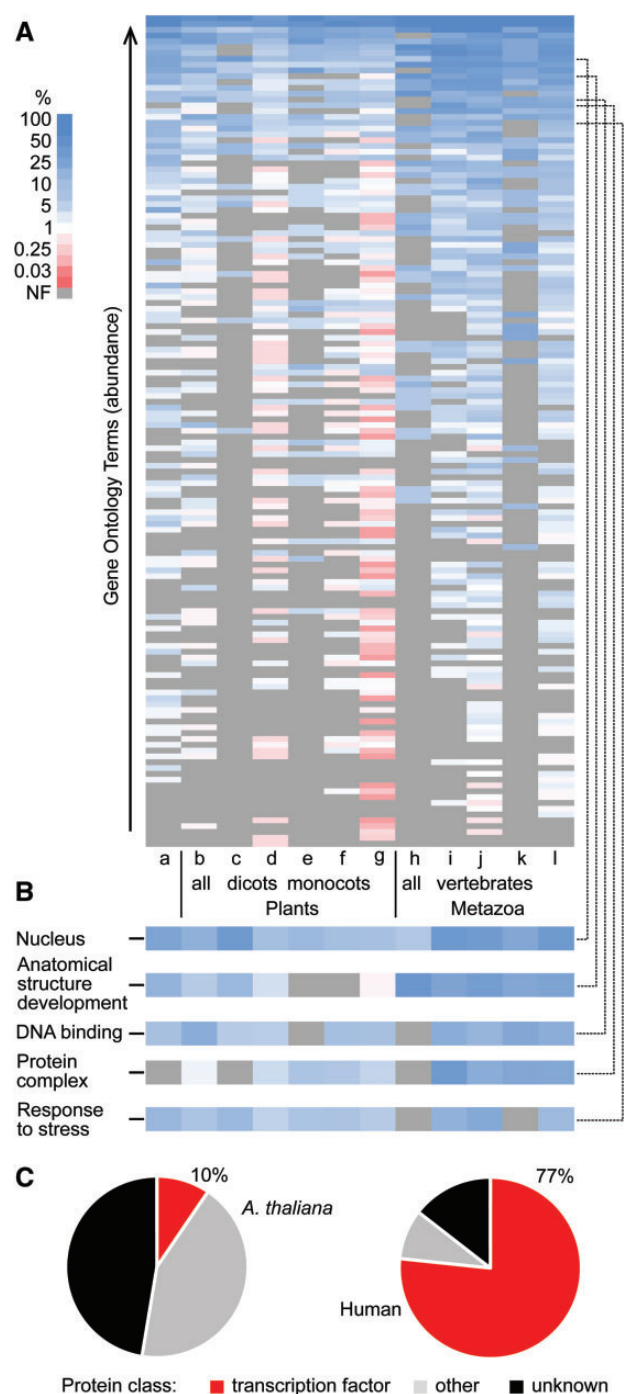 A
%
100
50
25
10
5
1
0.25
0.03
NF
Gene Ontology Terms (abundance)
a b c d e f g h i j k l
all dicots monocots all vertebrates
Plants Metazoa
B
Nucleus
Anatomical
structure
development
DNA binding
Protein
complex
Response
to stress
C
10%
A. thaliana
77%
Human
Protein class: transcription factor other unknown